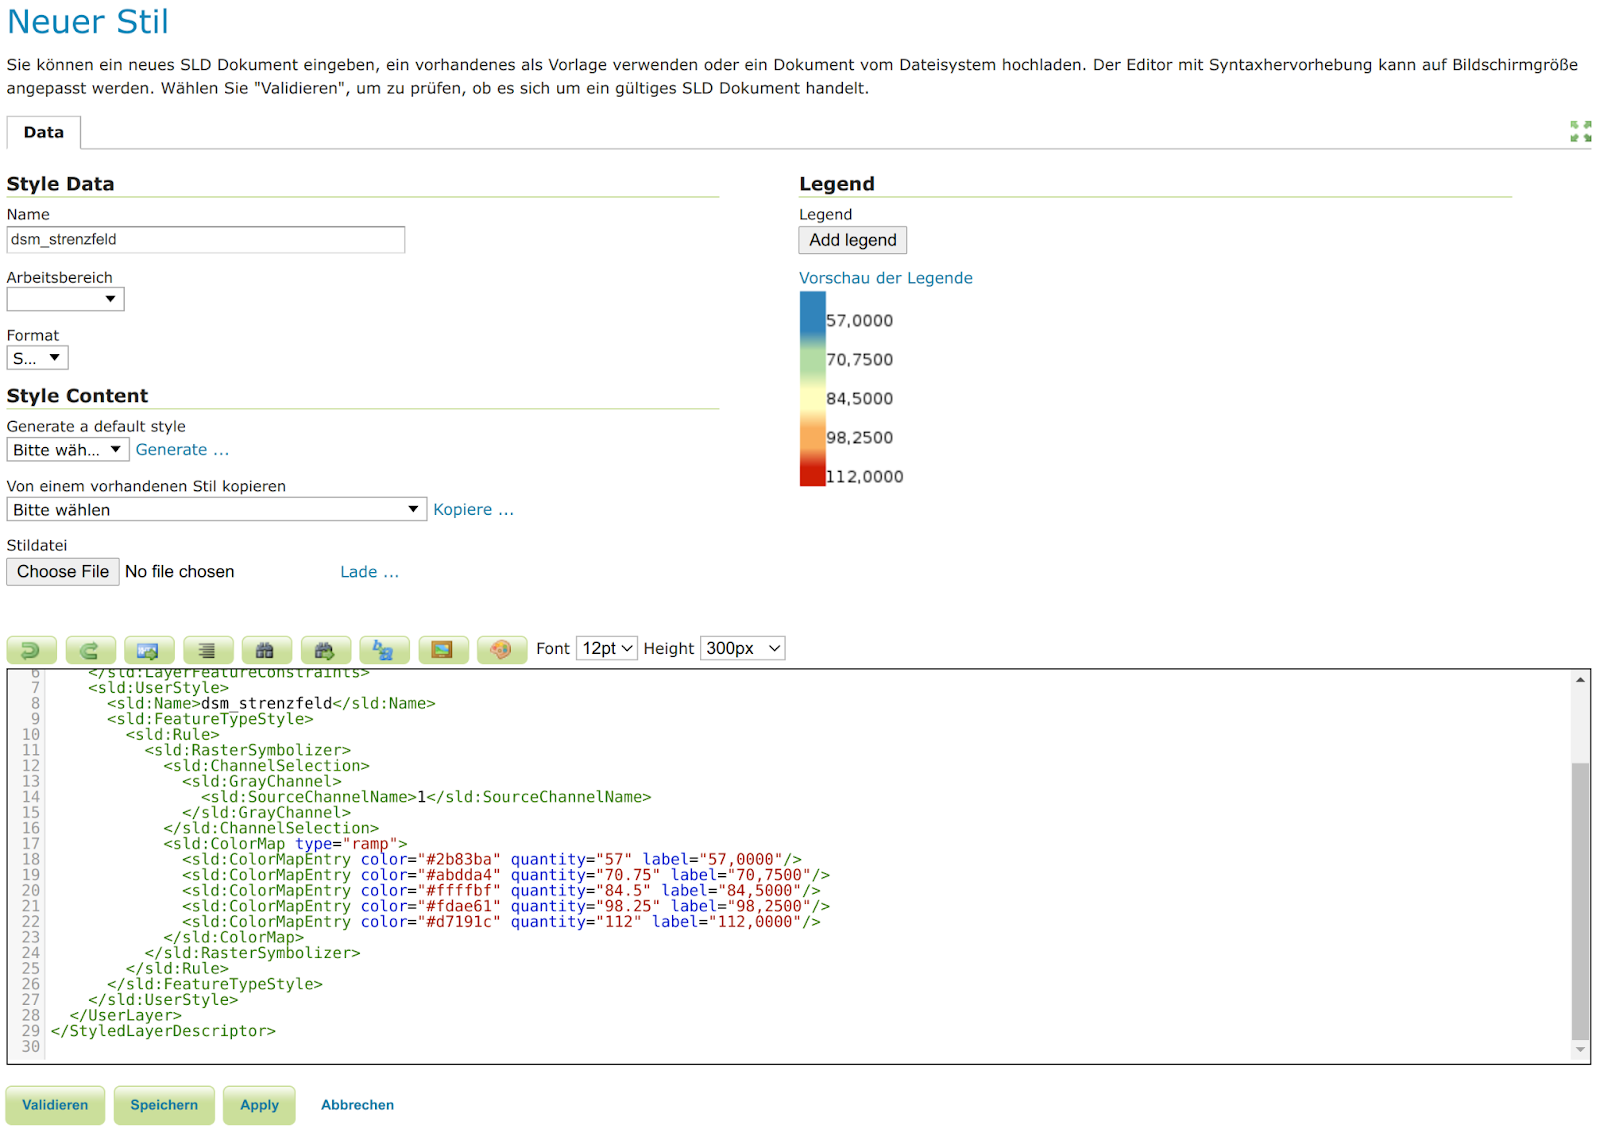 Neuer Stil
Sie können ein neues SLD Dokument eingeben, ein vorhandenes als Vorlage verwenden oder ein Dokument vom Dateisystem hochladen. Der Editor mit Syntaxhervorhebung kann auf Bildschirmgröße
angepasst werden. Wählen Sie "Validieren", um zu prüfen, ob es sich um ein gültiges SLD Dokument handelt.
Data
Style Data
Name
dsm_strenzfeld
Arbeitsbereich
Format
S...
Style Content
Generate a default style
Bitte wäh... Generate ...
Von einem vorhandenen Stil kopieren
Bitte wählen Kopiere ...
Stildatei
Choose File No file chosen Lade ...
Legend
Legend
Add legend
Vorschau der Legende
57,0000
70,7500
84,5000
98,2500
112,0000
Font 12pt Height 300px
6 </sld:LayerFeatureConstraints>
7 <sld:UserStyle>
8 <sld:Name>dsm_strenzfeld</sld:Name>
9 <sld:FeatureTypeStyle>
10 <sld:Rule>
11 <sld:RasterSymbolizer>
12 <sld:ChannelSelection>
13 <sld:GrayChannel>
14 <sld:SourceChannelName>1</sld:SourceChannelName>
15 </sld:GrayChannel>
16 </sld:ChannelSelection>
17 <sld:ColorMap type="ramp">
18 <sld:ColorMapEntry color="#2b83ba" quantity="57" label="57,0000"/>
19 <sld:ColorMapEntry color="#abdda4" quantity="70.75" label="70,7500"/>
20 <sld:ColorMapEntry color="#ffffbf" quantity="84.5" label="84,5000"/>
21 <sld:ColorMapEntry color="#fdae61" quantity="98.25" label="98,2500"/>
22 <sld:ColorMapEntry color="#d7191c" quantity="112" label="112,0000"/>
23 </sld:ColorMap>
24 </sld:RasterSymbolizer>
25 </sld:Rule>
26 </sld:FeatureTypeStyle>
27 </sld:UserStyle>
28 </UserLayer>
29 </StyledLayerDescriptor>
30
Validieren Speichern Apply Abbrechen